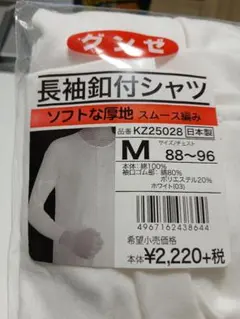 グンゼ
長袖釦付シャツ
ソフトな厚地 スムース編み
品番 KZ25028 日本製
サイズ/チェスト
M 88~96
本体:綿100%
袖口ゴム部:綿80%
ポリエステル20%
ホワイト(03)
4967162438644
希望小売価格
本体 ¥2,220+税